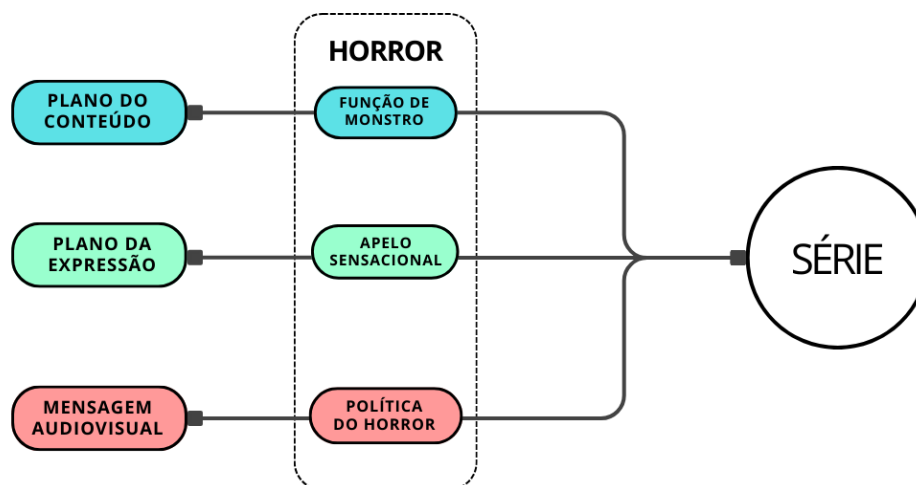 HORROR
PLANO DO
CONTEÚDO
FUNÇÃO DE
MONSTRO
PLANO DA
EXPRESSÃO
APELO
SENSACIONAL
SÉRIE
MENSAGEM
AUDIOVISUAL
POLÍTICA
DO HORROR